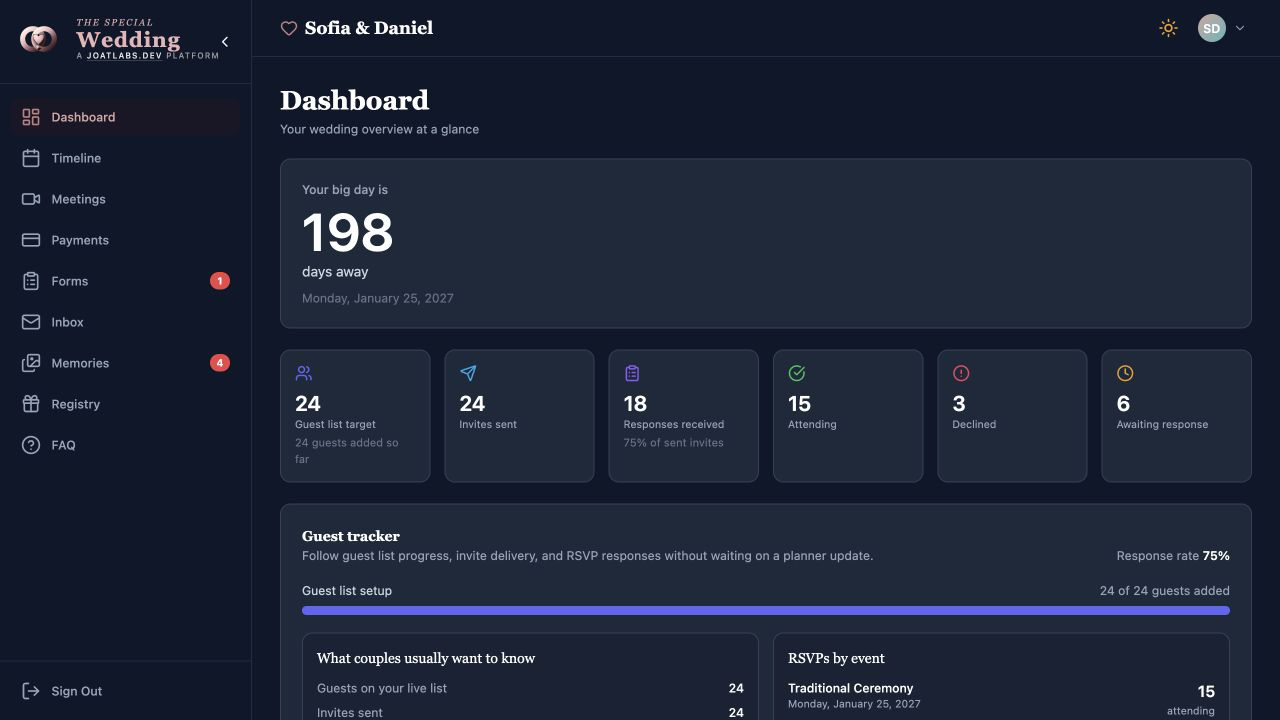 THE SPECIAL
Wedding
A JOATLABS.DEV PLATFORM
Sofia & Daniel
SD
Dashboard
Timeline
Meetings
Payments
Forms
1
Inbox
Memories
4
Registry
FAQ
Sign Out
Dashboard
Your wedding overview at a glance
Your big day is
198
days away
Monday, January 25, 2027
24
Guest list target
24 guests added so
far
24
Invites sent
18
Responses received
75% of sent invites
15
Attending
3
Declined
6
Awaiting response
Guest tracker
Follow guest list progress, invite delivery, and RSVP responses without waiting on a planner update.
Response rate 75%
Guest list setup
24 of 24 guests added
What couples usually want to know
Guests on your live list
24
Invites sent
24
RSVPs by event
Traditional Ceremony
Monday, January 25, 2027
15
attending